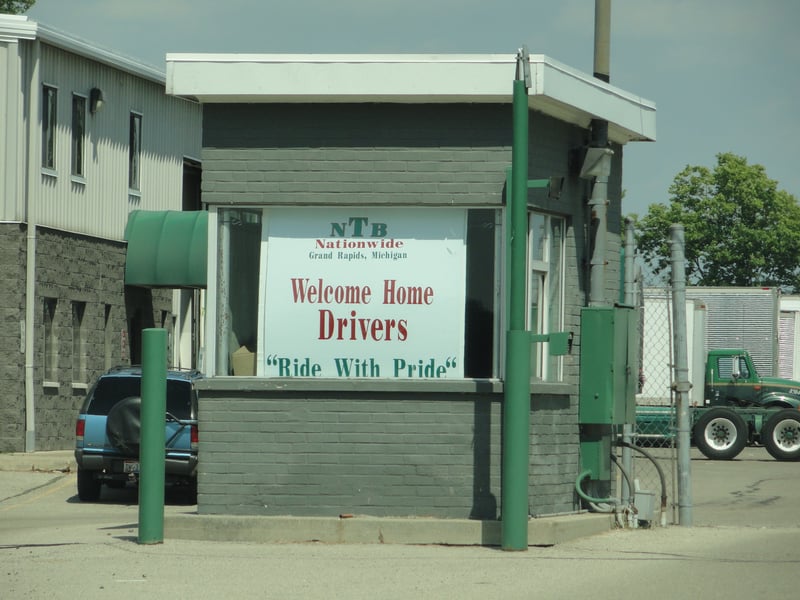 NTB
Nationwide
Grand Rapids, Michigan
Welcome Home
Drivers
“Ride With Pride“